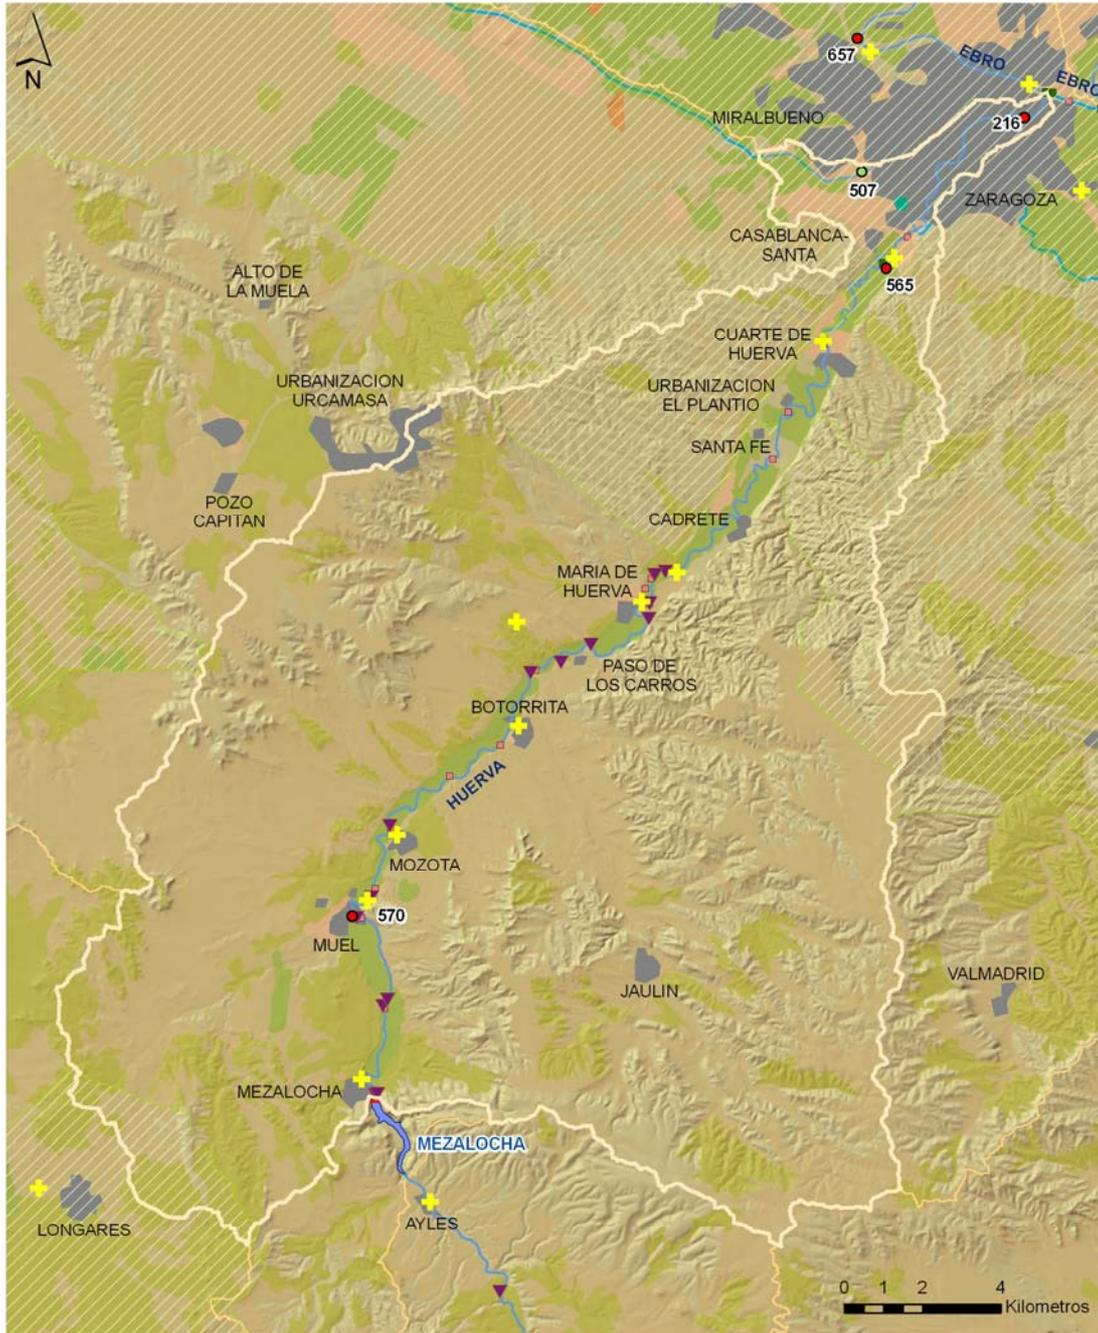 N
657
EBRO
EBRO
MIRALBUENO
216
507
ZARAGOZA
CASABLANCA-
SANTA
565
ALTO DE
LA MUELA
CUARTE DE
HUERVA
URBANIZACION
URCAMASA
URBANIZACION
EL PLANTIO
SANTA FE
POZO
CAPITAN
CADRETE
MARIA DE
HUERVA
PASO DE
LOS CARROS
BOTORRITA
HUERVA
MOZOTA
570
MUEL
JAULIN
VALMADRID
MEZALOCHA
MEZALOCHA
LONGARES
AYLES
0 1 2 4
Kilometros